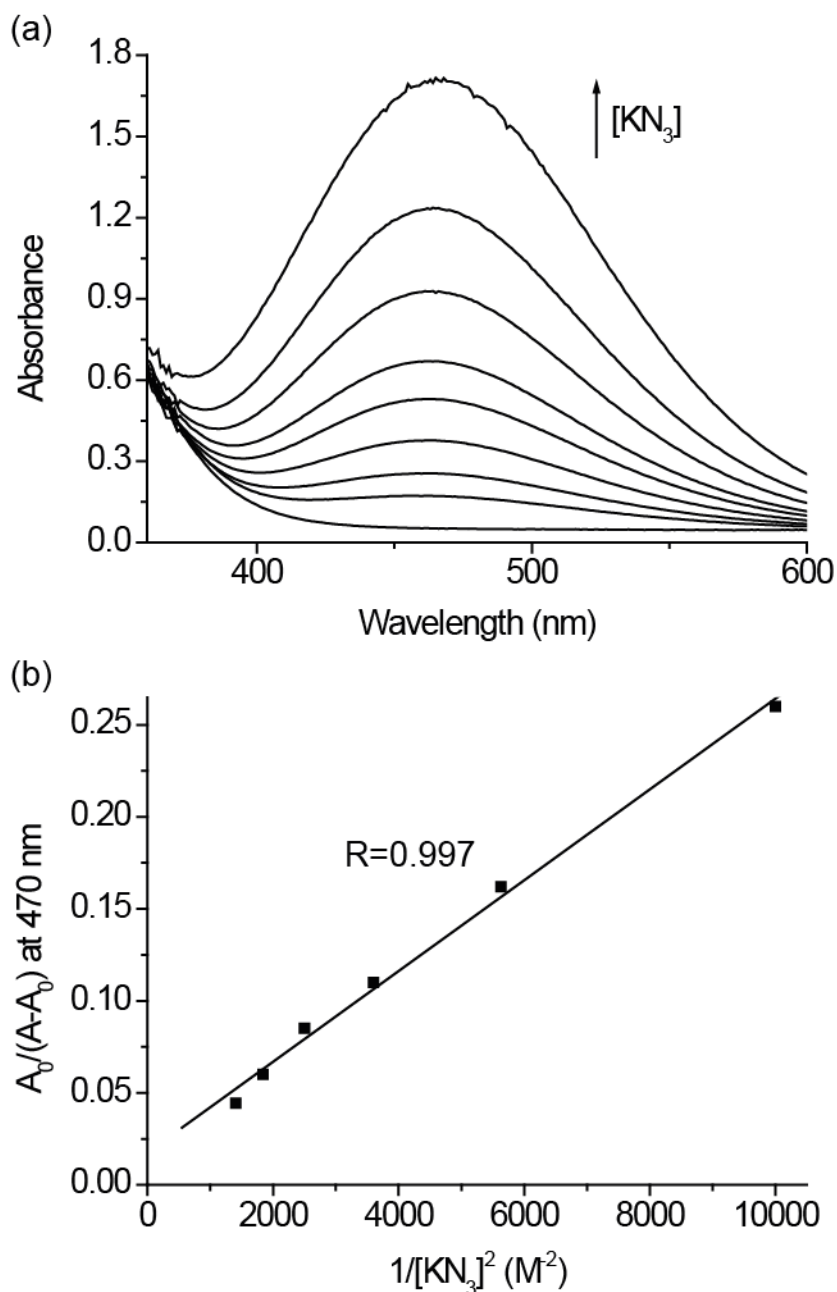 (a)
1.8
1.5
1.2
0.9
0.6
0.3
0.0
Absorbance
[KN₃]
400
500
600
Wavelength (nm)
(b)
0.25
0.20
0.15
0.10
0.05
0.00
A₀/(A-A₀) at 470 nm
R=0.997
0
2000
4000
6000
8000
10000
1/[KN₃]² (M⁻²)